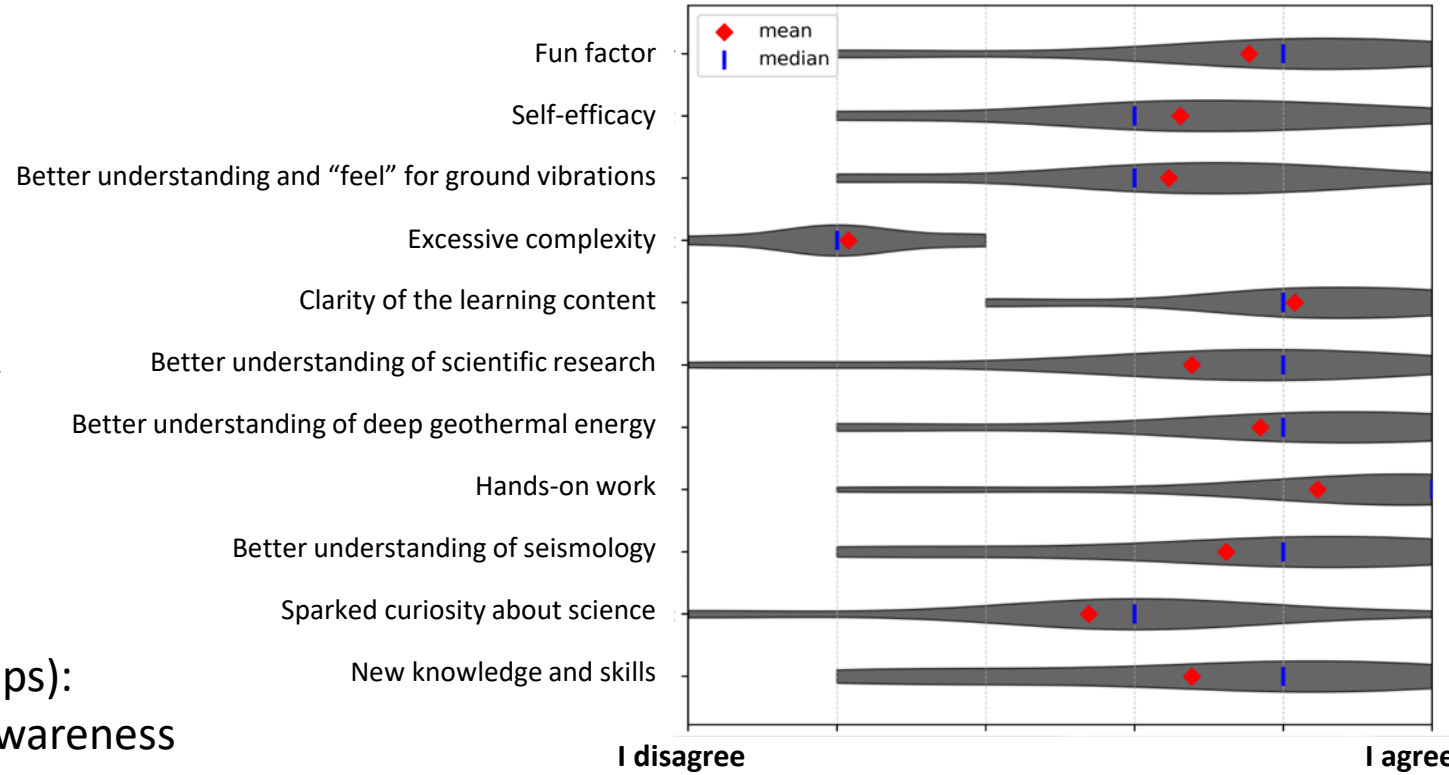 mean
median
Fun factor
Self-efficacy
Better understanding and “feel” for ground vibrations
Excessive complexity
Clarity of the learning content
Better understanding of scientific research
Better understanding of deep geothermal energy
Hands-on work
Better understanding of seismology
Sparked curiosity about science
New knowledge and skills
ps):
wareness
I disagree
I agree